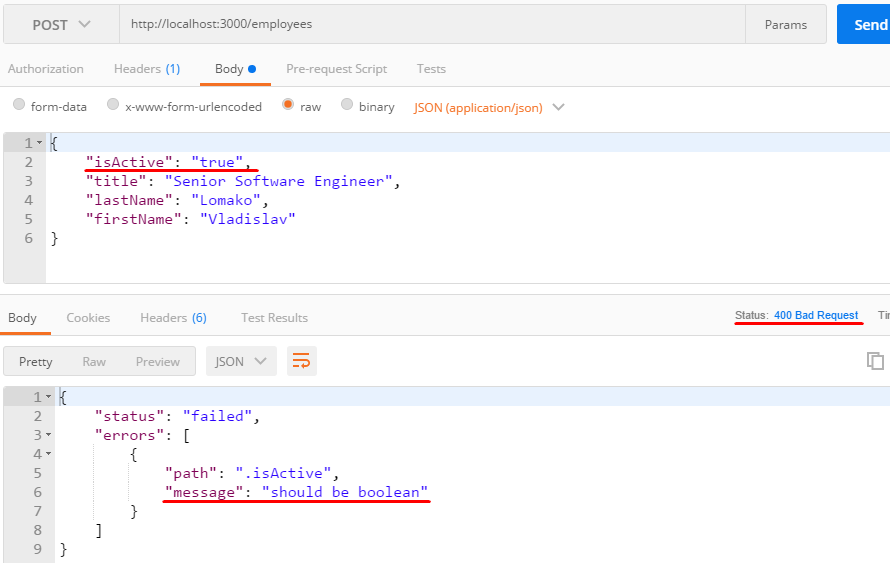 POST http://localhost:3000/employees Params Send
Authorization Headers (1) Body Pre-request Script Tests
form-data x-www-form-urlencoded raw binary JSON (application/json)
1 {
2 "isActive": "true",
3 "title": "Senior Software Engineer",
4 "lastName": "Lomako",
5 "firstName": "Vladislav"
6 }
Body Cookies Headers (6) Test Results Status: 400 Bad Request
Pretty Raw Preview JSON
1 {
2 "status": "failed",
3 "errors": [
4 {
5 "path": ".isActive",
6 "message": "should be boolean"
7 }
8 ]
9 }